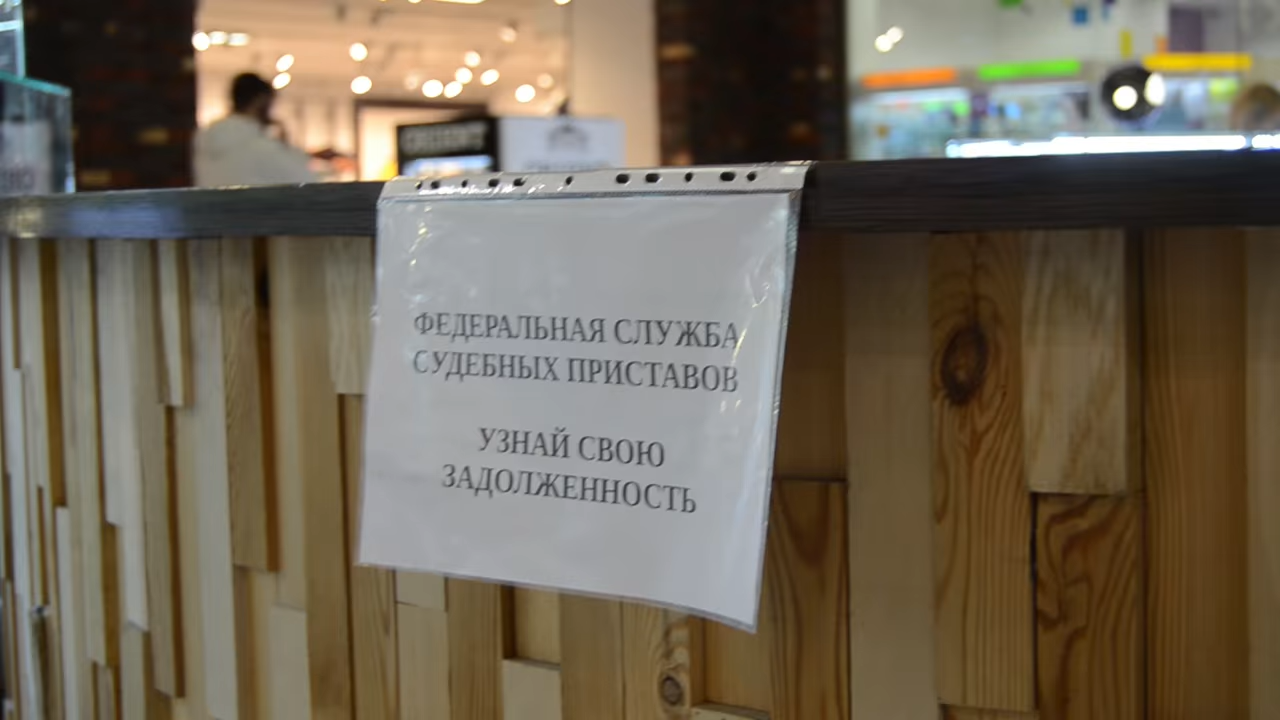 ФЕДЕРАЛЬНАЯ СЛУЖБА
СУДЕБНЫХ ПРИСТАВОВ
УЗНАЙ СВОЮ
ЗАДОЛЖЕННОСТЬ